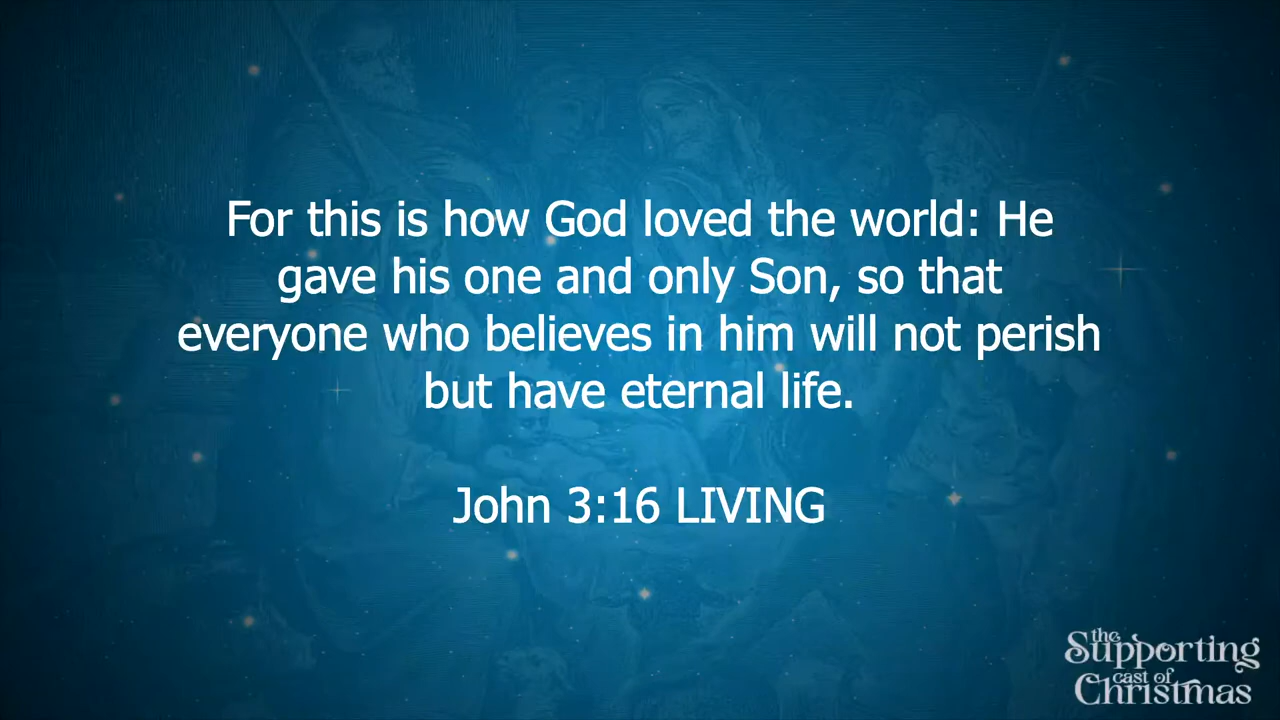 For this is how God loved the world: He
gave his one and only Son, so that
everyone who believes in him will not perish
but have eternal life.
John 3:16 LIVING
the
Supporting
cast of
Christmas